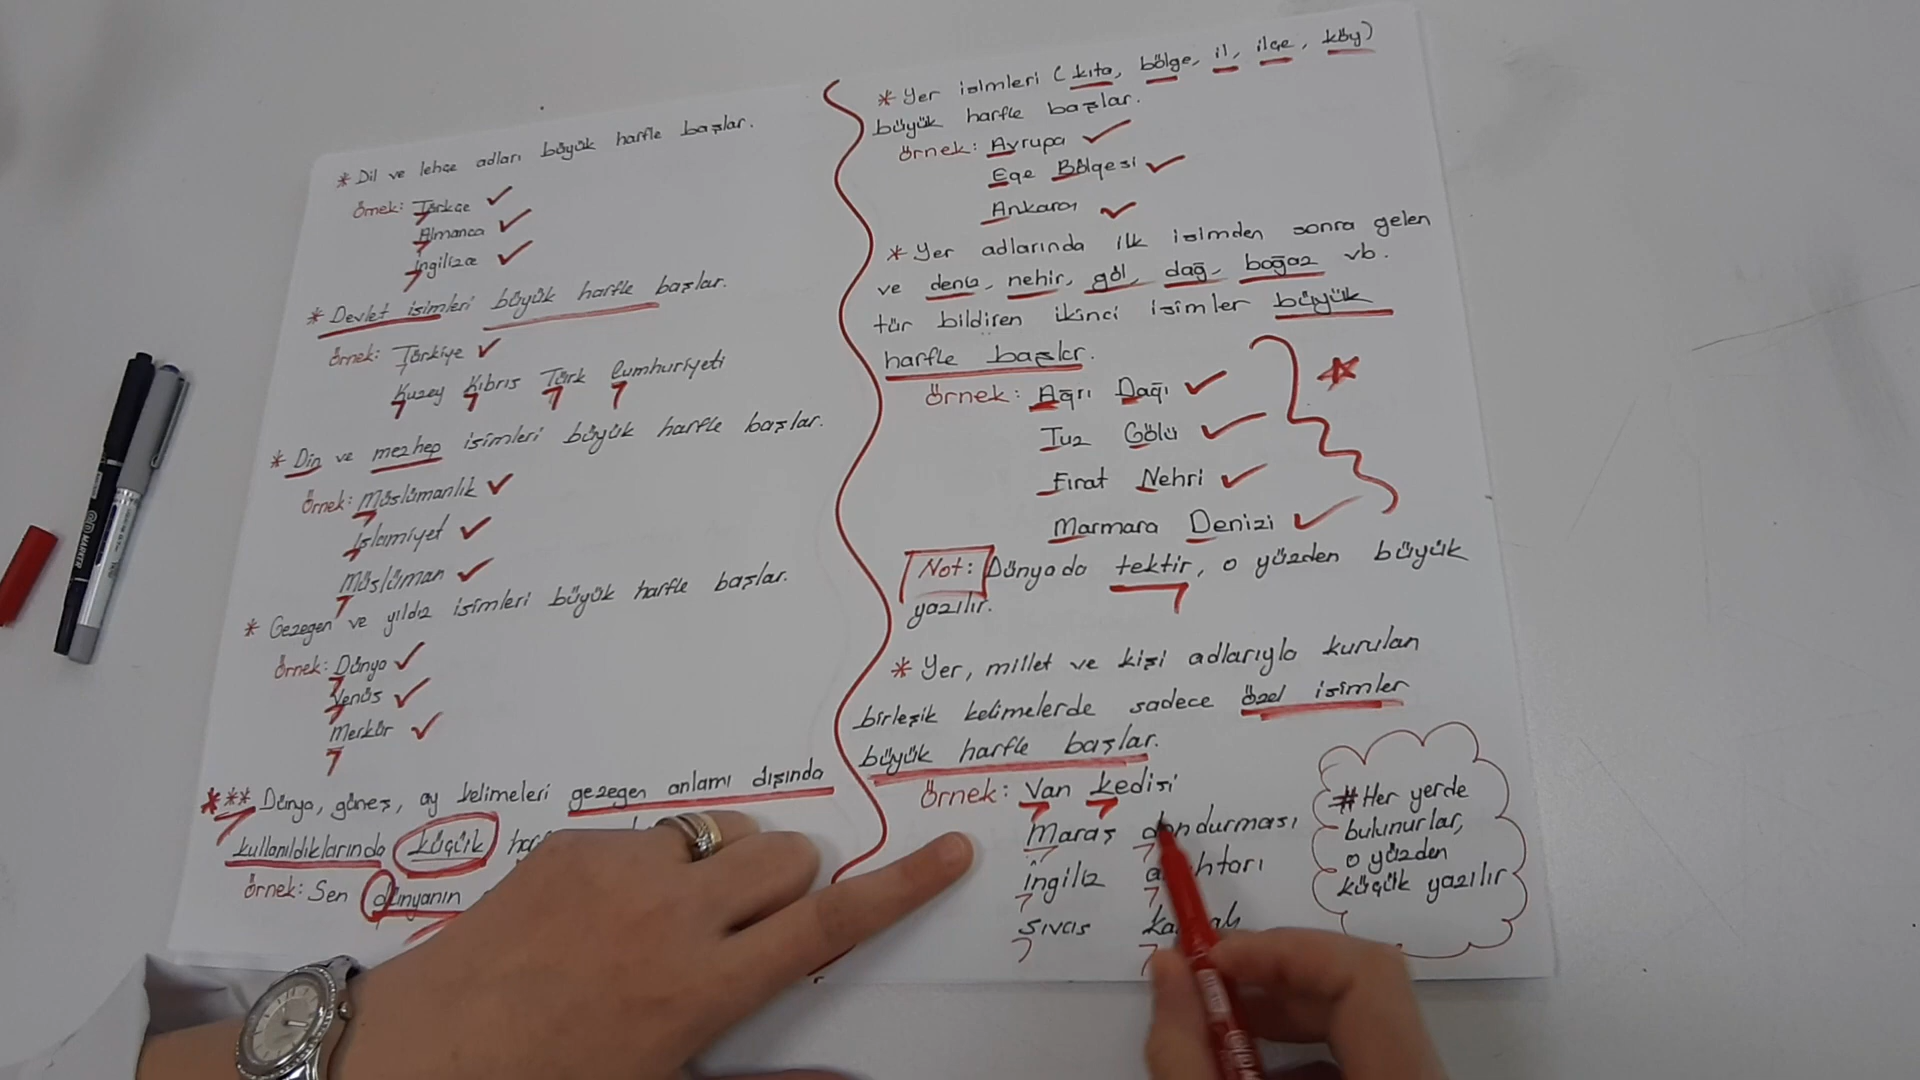 * Dil ve lehçe adları büyük harfle başlar.
Örnek: Türkçe
Almanca
İngilizce
* Devlet isimleri büyük harfle başlar.
Örnek: Türkiye
Kuzey Kıbrıs Türk Cumhuriyeti
* Din ve mezhep isimleri büyük harfle başlar.
Örnek: Müslümanlık
İslamiyet
Müslüman
* Gezegen ve yıldız isimleri büyük harfle başlar.
Örnek: Dünya
Venüs
Merkür
*** Dünya, güneş, ay kelimeleri gezegen anlamı dışında
kullanıldıklarında küçük
Örnek: Sen dünyanın
* Yer isimleri (kıta, bölge, il, ilçe, köy)
büyük harfle başlar.
Örnek: Avrupa
Ege Bölgesi
Ankara
* Yer adlarında ilk isimden sonra gelen
ve deniz, nehir, göl, dağ, boğaz vb.
tür bildiren ikinci isimler büyük
harfle başlar.
Örnek: Ağrı Dağı
Tuz Gölü
Fırat Nehri
Marmara Denizi
Not: Dünyada tektir, o yüzden büyük
yazılır.
* Yer, millet ve kişi adlarıyla kurulan
birleşik kelimelerde sadece özel isimler
büyük harfle başlar.
Örnek: Van kedisi
Maraş dondurması
İngiliz
Sivas
#Her yerde
bulunurlar,
o yüzden
küçük yazılır